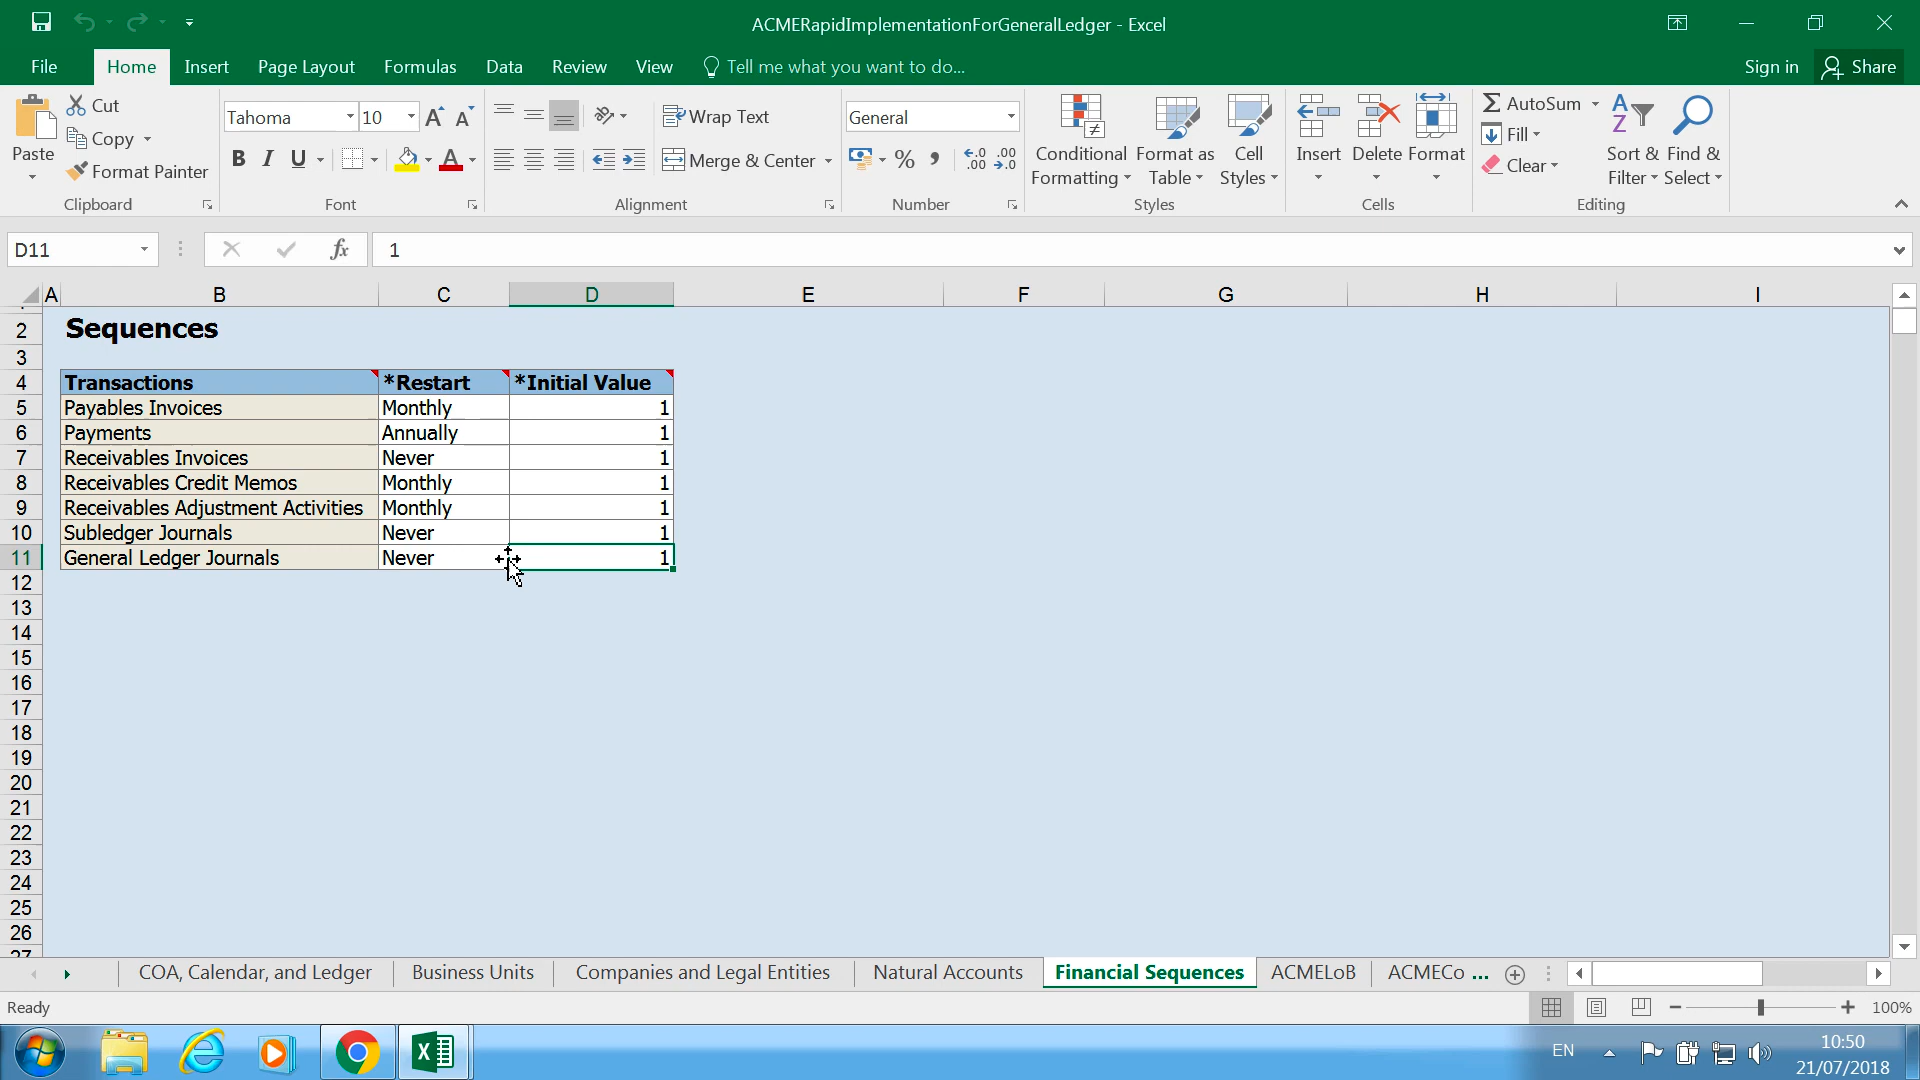 ACMERapidImplementationForGeneralLedger - Excel
File Home Insert Page Layout Formulas Data Review View Tell me what you want to do... Sign in Share
Paste Cut Copy Format Painter Clipboard
Tahoma 10 A A B I U A Font
Wrap Text Merge & Center Alignment
General % , .0 .00 .00 .0 Number
Conditional Formatting Format as Table Cell Styles Styles
Insert Delete Format Cells
AutoSum Fill Clear Sort & Filter Find & Select Editing
D11 fx 1
A B C D E F G H I
2 Sequences
3
4 Transactions *Restart *Initial Value
5 Payables Invoices Monthly 1
6 Payments Annually 1
7 Receivables Invoices Never 1
8 Receivables Credit Memos Monthly 1
9 Receivables Adjustment Activities Monthly 1
10 Subledger Journals Never 1
11 General Ledger Journals Never 1
12
13
14
15
16
17
18
19
20
21
22
23
24
25
26
27
COA, Calendar, and Ledger Business Units Companies and Legal Entities Natural Accounts Financial Sequences ACMELoB ACMECo ...
Ready 100%
EN 10:50
21/07/2018